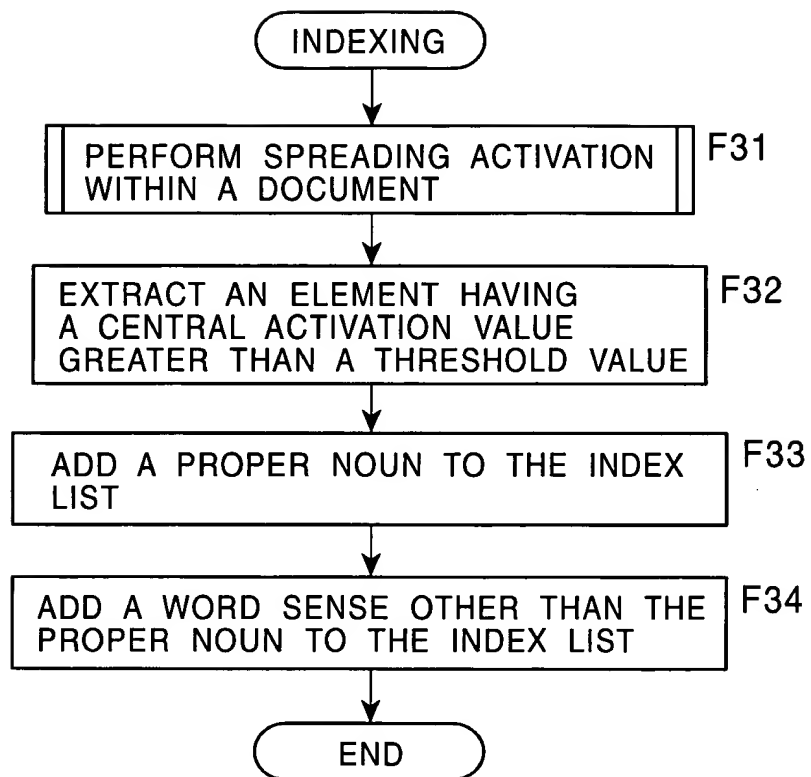 INDEXING
PERFORM SPREADING ACTIVATION F31
WITHIN A DOCUMENT
EXTRACT AN ELEMENT HAVING F32
A CENTRAL ACTIVATION VALUE
GREATER THAN A THRESHOLD VALUE
ADD A PROPER NOUN TO THE INDEX F33
LIST
ADD A WORD SENSE OTHER THAN THE F34
PROPER NOUN TO THE INDEX LIST
END